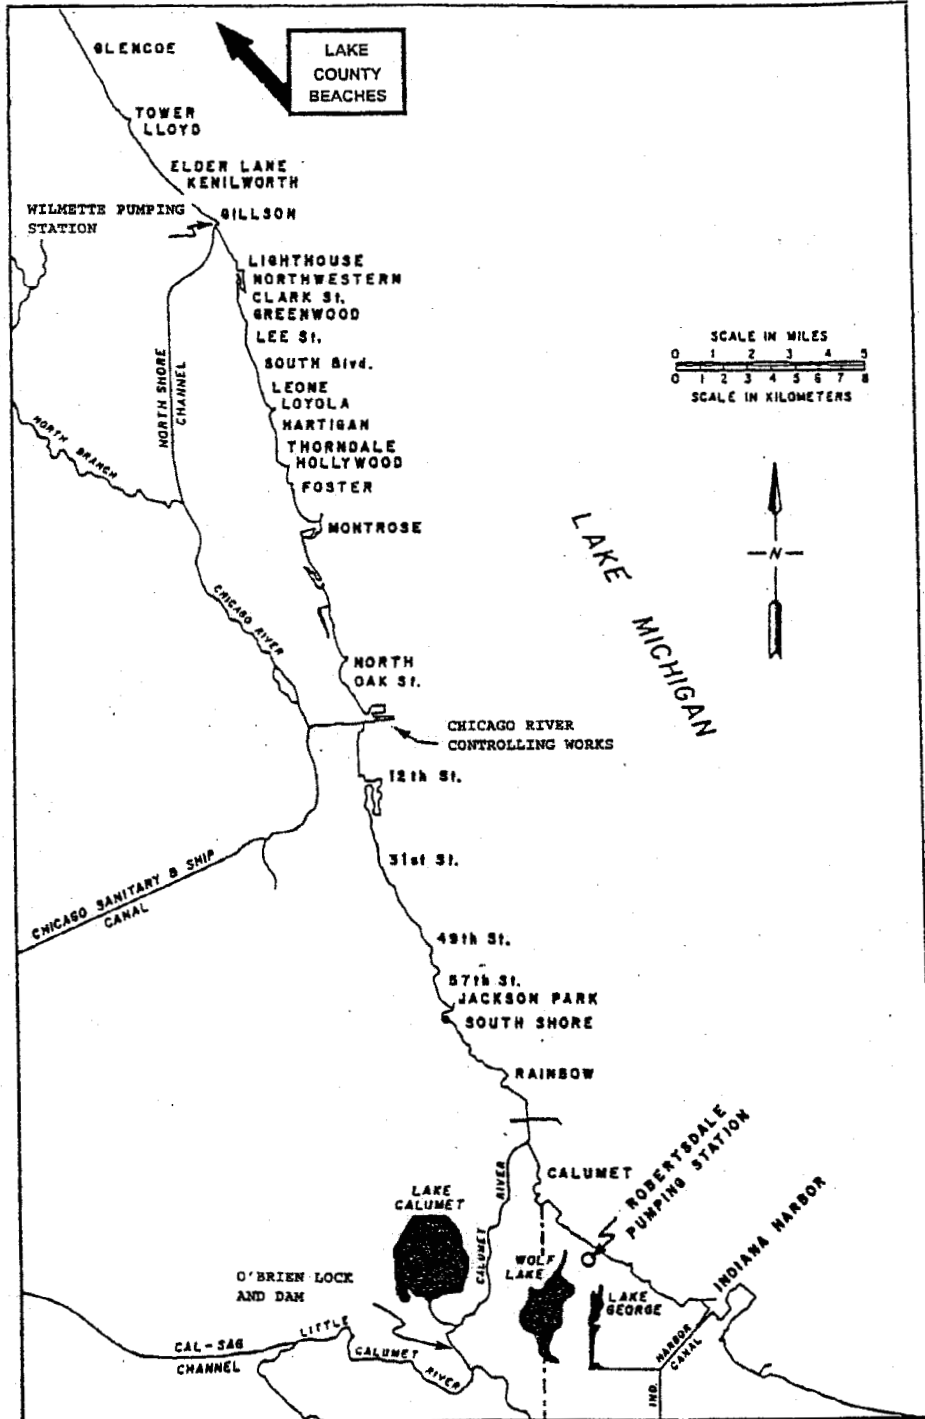 GLENCOE
LAKE
COUNTY
BEACHES
TOWER
LLOYD
ELDER LANE
KENILWORTH
WILMETTE PUMPING
STATION
GILLSON
LIGHTHOUSE
NORTHWESTERN
CLARK St.
GREENWOOD
LEE St.
SOUTH Blvd.
LEONE
LOYOLA
HARTIGAN
THORNDALE
HOLLYWOOD
FOSTER
MONTROSE
NORTH SHORE
CHANNEL
NORTH BRANCH
SCALE IN MILES
0 1 2 3 4 5
0 1 2 3 4 5 6 7 8
SCALE IN KILOMETERS
N
LAKE MICHIGAN
CHICAGO RIVER
NORTH
OAK St.
CHICAGO RIVER
CONTROLLING WORKS
12th St.
31st St.
CHICAGO SANITARY & SHIP
CANAL
49th St.
57th St.
JACKSON PARK
SOUTH SHORE
RAINBOW
CALUMET
ROBERTSDALE
PUMPING STATION
INDIANA HARBOR
LAKE
CALUMET
CALUMET RIVER
WOLF
LAKE
LAKE
GEORGE
O'BRIEN LOCK
AND DAM
CAL-SAG
CHANNEL
LITTLE
CALUMET
RIVER
IND.
HARBOR
CANAL